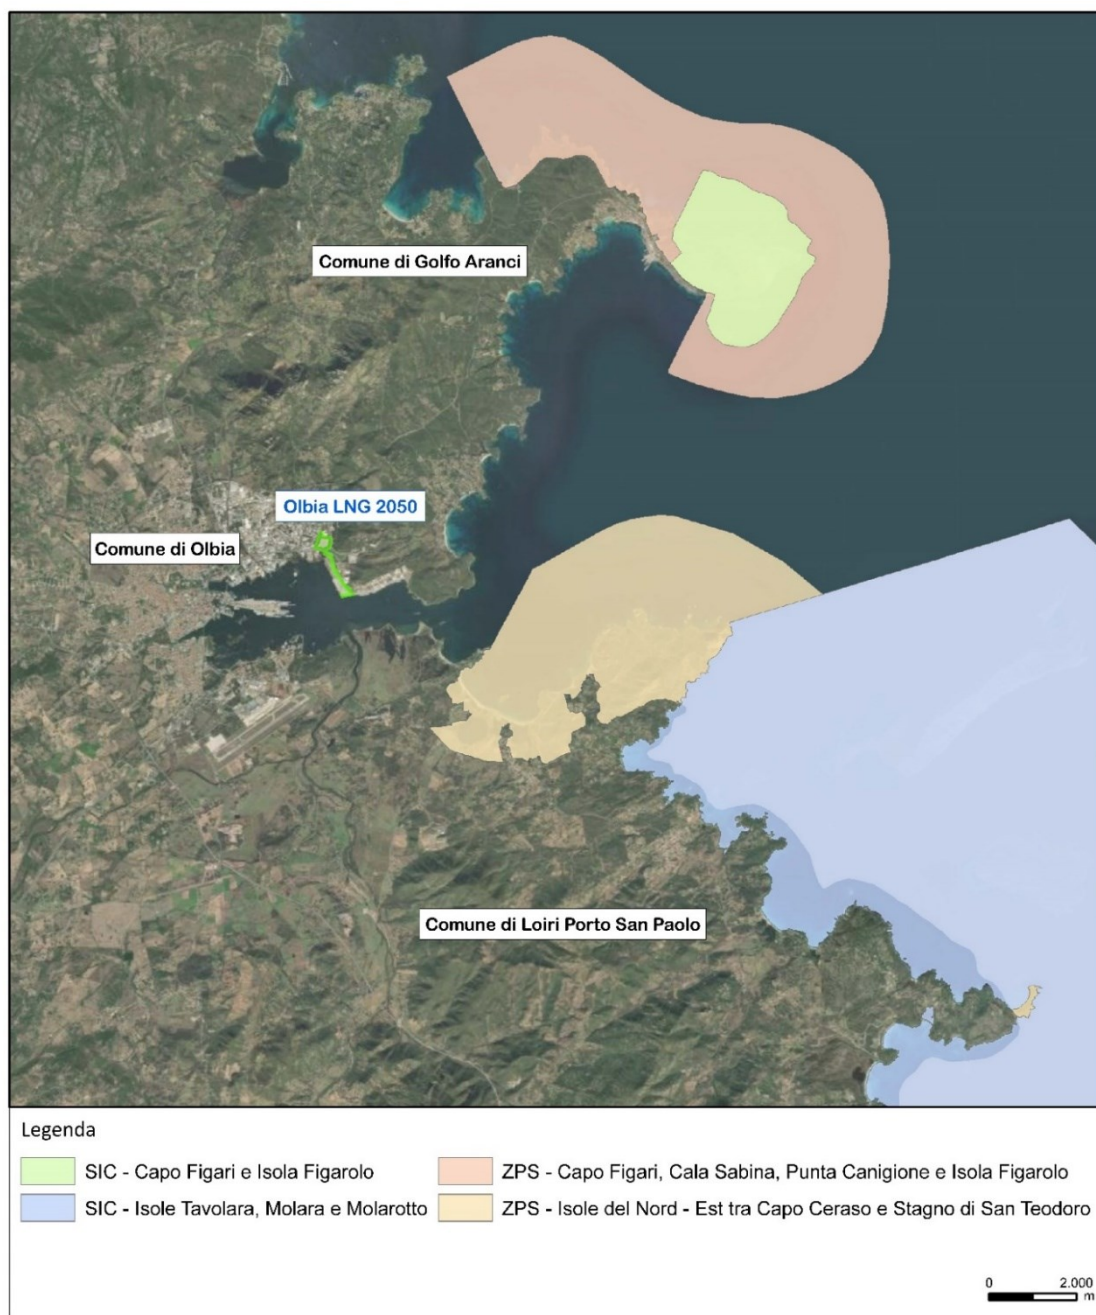 Comune di Golfo Aranci
Olbia LNG 2050
Comune di Olbia
Comune di Loiri Porto San Paolo
Legenda
SIC - Capo Figari e Isola Figarolo
ZPS - Capo Figari, Cala Sabina, Punta Canigione e Isola Figarolo
SIC - Isole Tavolara, Molara e Molarotto
ZPS - Isole del Nord - Est tra Capo Ceraso e Stagno di San Teodoro
0 2.000
m